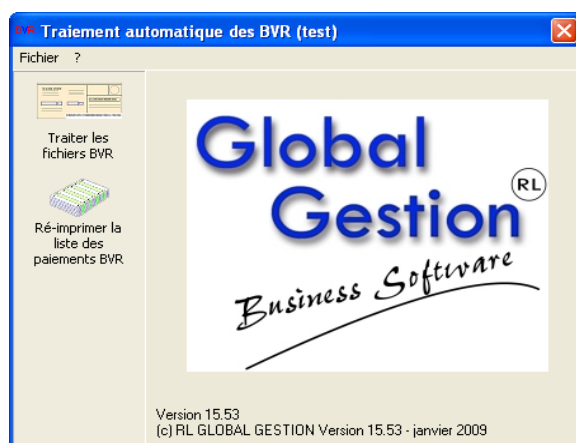 BVR Traiement automatique des BVR (test)
Fichier ?
Traiter les
fichiers BVR
Ré-imprimer la
liste des
paiements BVR
Global
Gestion
RL
Business Software
Version 15.53
(c) RL GLOBAL GESTION Version 15.53 - janvier 2009